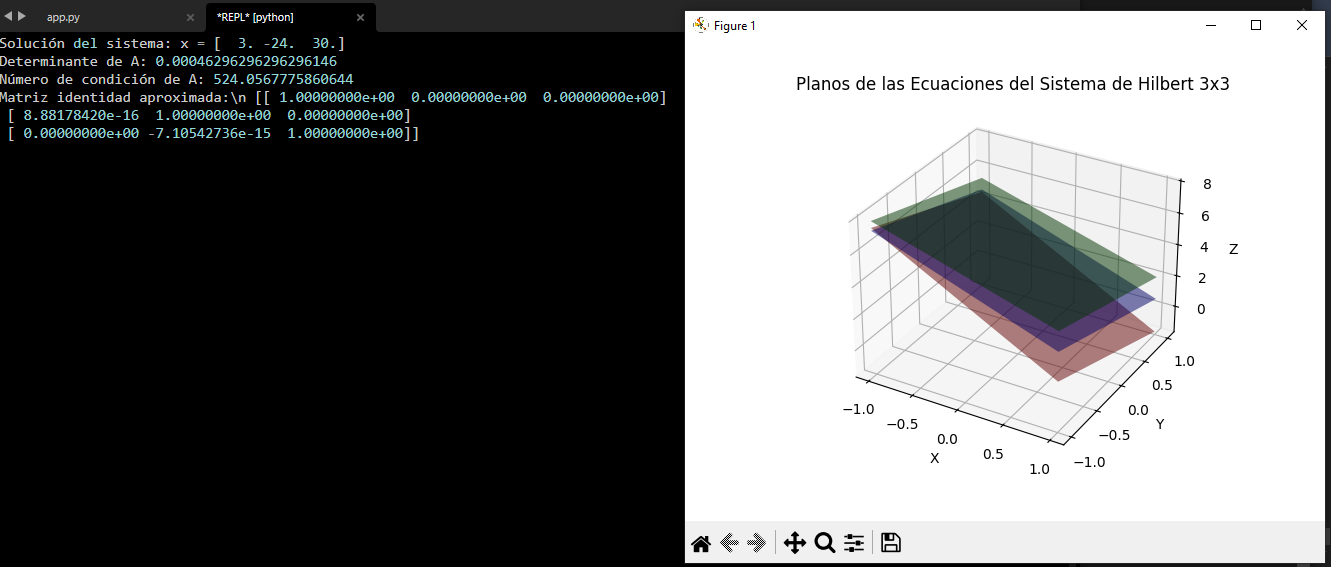 app.py
*REPL* [python]
Solución del sistema: x = [  3. -24.  30.]
Determinante de A: 0.00046296296296296146
Número de condición de A: 524.0567775860644
Matriz identidad aproximada:\n [[ 1.00000000e+00  0.00000000e+00  0.00000000e+00]
 [ 8.88178420e-16  1.00000000e+00  0.00000000e+00]
 [ 0.00000000e+00 -7.10542736e-15  1.00000000e+00]]
Figure 1
Planos de las Ecuaciones del Sistema de Hilbert 3x3
8
6
4
2
0
Z
−1.0
−0.5
0.0
0.5
1.0
X
−1.0
−0.5
0.0
0.5
1.0
Y